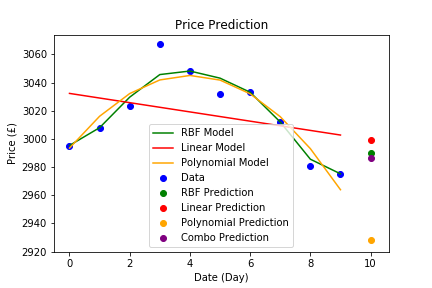 Price Prediction
Price (£)
3060
3040
3020
3000
2980
2960
2940
2920
RBF Model
Linear Model
Polynomial Model
Data
RBF Prediction
Linear Prediction
Polynomial Prediction
Combo Prediction
0 2 4 6 8 10
Date (Day)